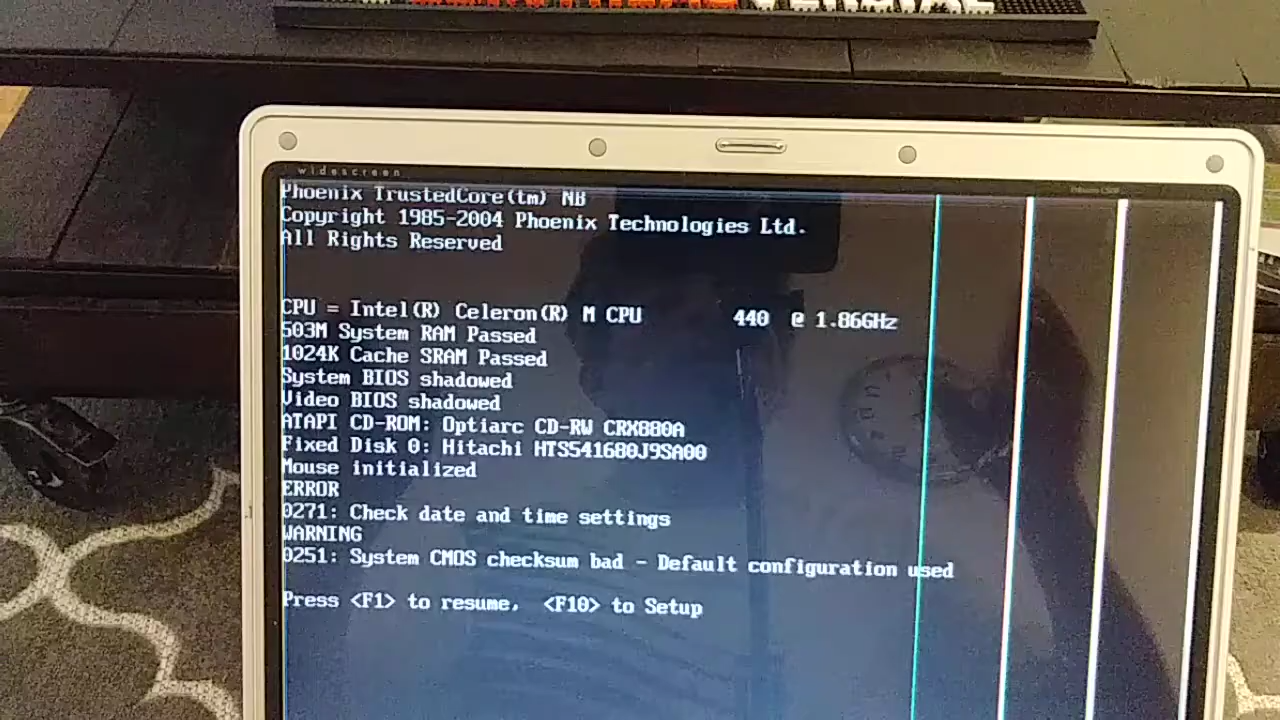 widescreen
Phoenix TrustedCore(tm) NB
Copyright 1985-2004 Phoenix Technologies Ltd.
All Rights Reserved
CPU = Intel(R) Celeron(R) M CPU 440 @ 1.86GHz
503M System RAM Passed
1024K Cache SRAM Passed
System BIOS shadowed
Video BIOS shadowed
ATAPI CD-ROM: Optiarc CD-RW CRX880A
Fixed Disk 0: Hitachi HTS541680J9SA00
Mouse initialized
ERROR
0271: Check date and time settings
WARNING
0251: System CMOS checksum bad - Default configuration used
Press <F1> to resume, <F10> to Setup